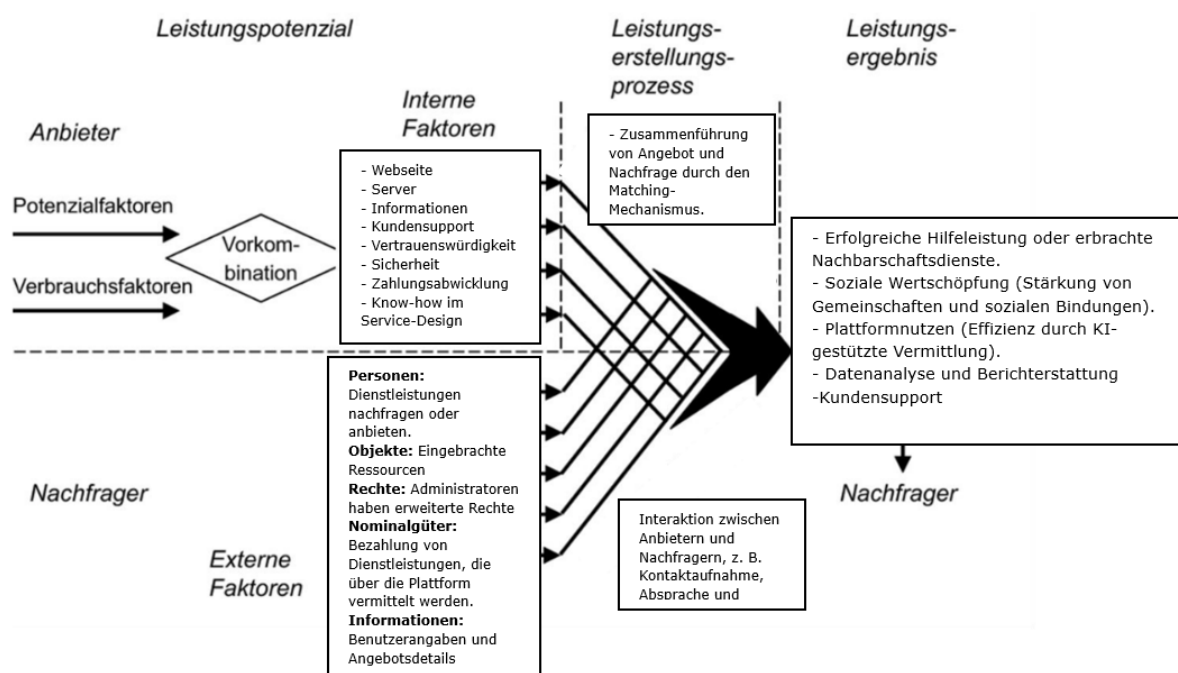 Leistungspotenzial
Leistungs-
erstellungs-
prozess
Leistungs-
ergebnis
Anbieter
Interne
Faktoren
Potenzialfaktoren
Verbrauchsfaktoren
Vorkom-
bination
- Webseite
- Server
- Informationen
- Kundensupport
- Vertrauenswürdigkeit
- Sicherheit
- Zahlungsabwicklung
- Know-how im
Service-Design
- Zusammenführung
von Angebot und
Nachfrage durch den
Matching-
Mechanismus.
- Erfolgreiche Hilfeleistung oder erbrachte
Nachbarschaftsdienste.
- Soziale Wertschöpfung (Stärkung von
Gemeinschaften und sozialen Bindungen).
- Plattformnutzen (Effizienz durch KI-
gestützte Vermittlung).
- Datenanalyse und Berichterstattung
-Kundensupport
Nachfrager
Externe
Faktoren
Personen:
Dienstleistungen
nachfragen oder
anbieten.
Objekte: Eingebrachte
Ressourcen
Rechte: Administratoren
haben erweiterte Rechte
Nominalgüter:
Bezahlung von
Dienstleistungen, die
über die Plattform
vermittelt werden.
Informationen:
Benutzerangaben und
Angebotsdetails
Interaktion zwischen
Anbietern und
Nachfragern, z. B.
Kontaktaufnahme,
Absprache und
Nachfrager